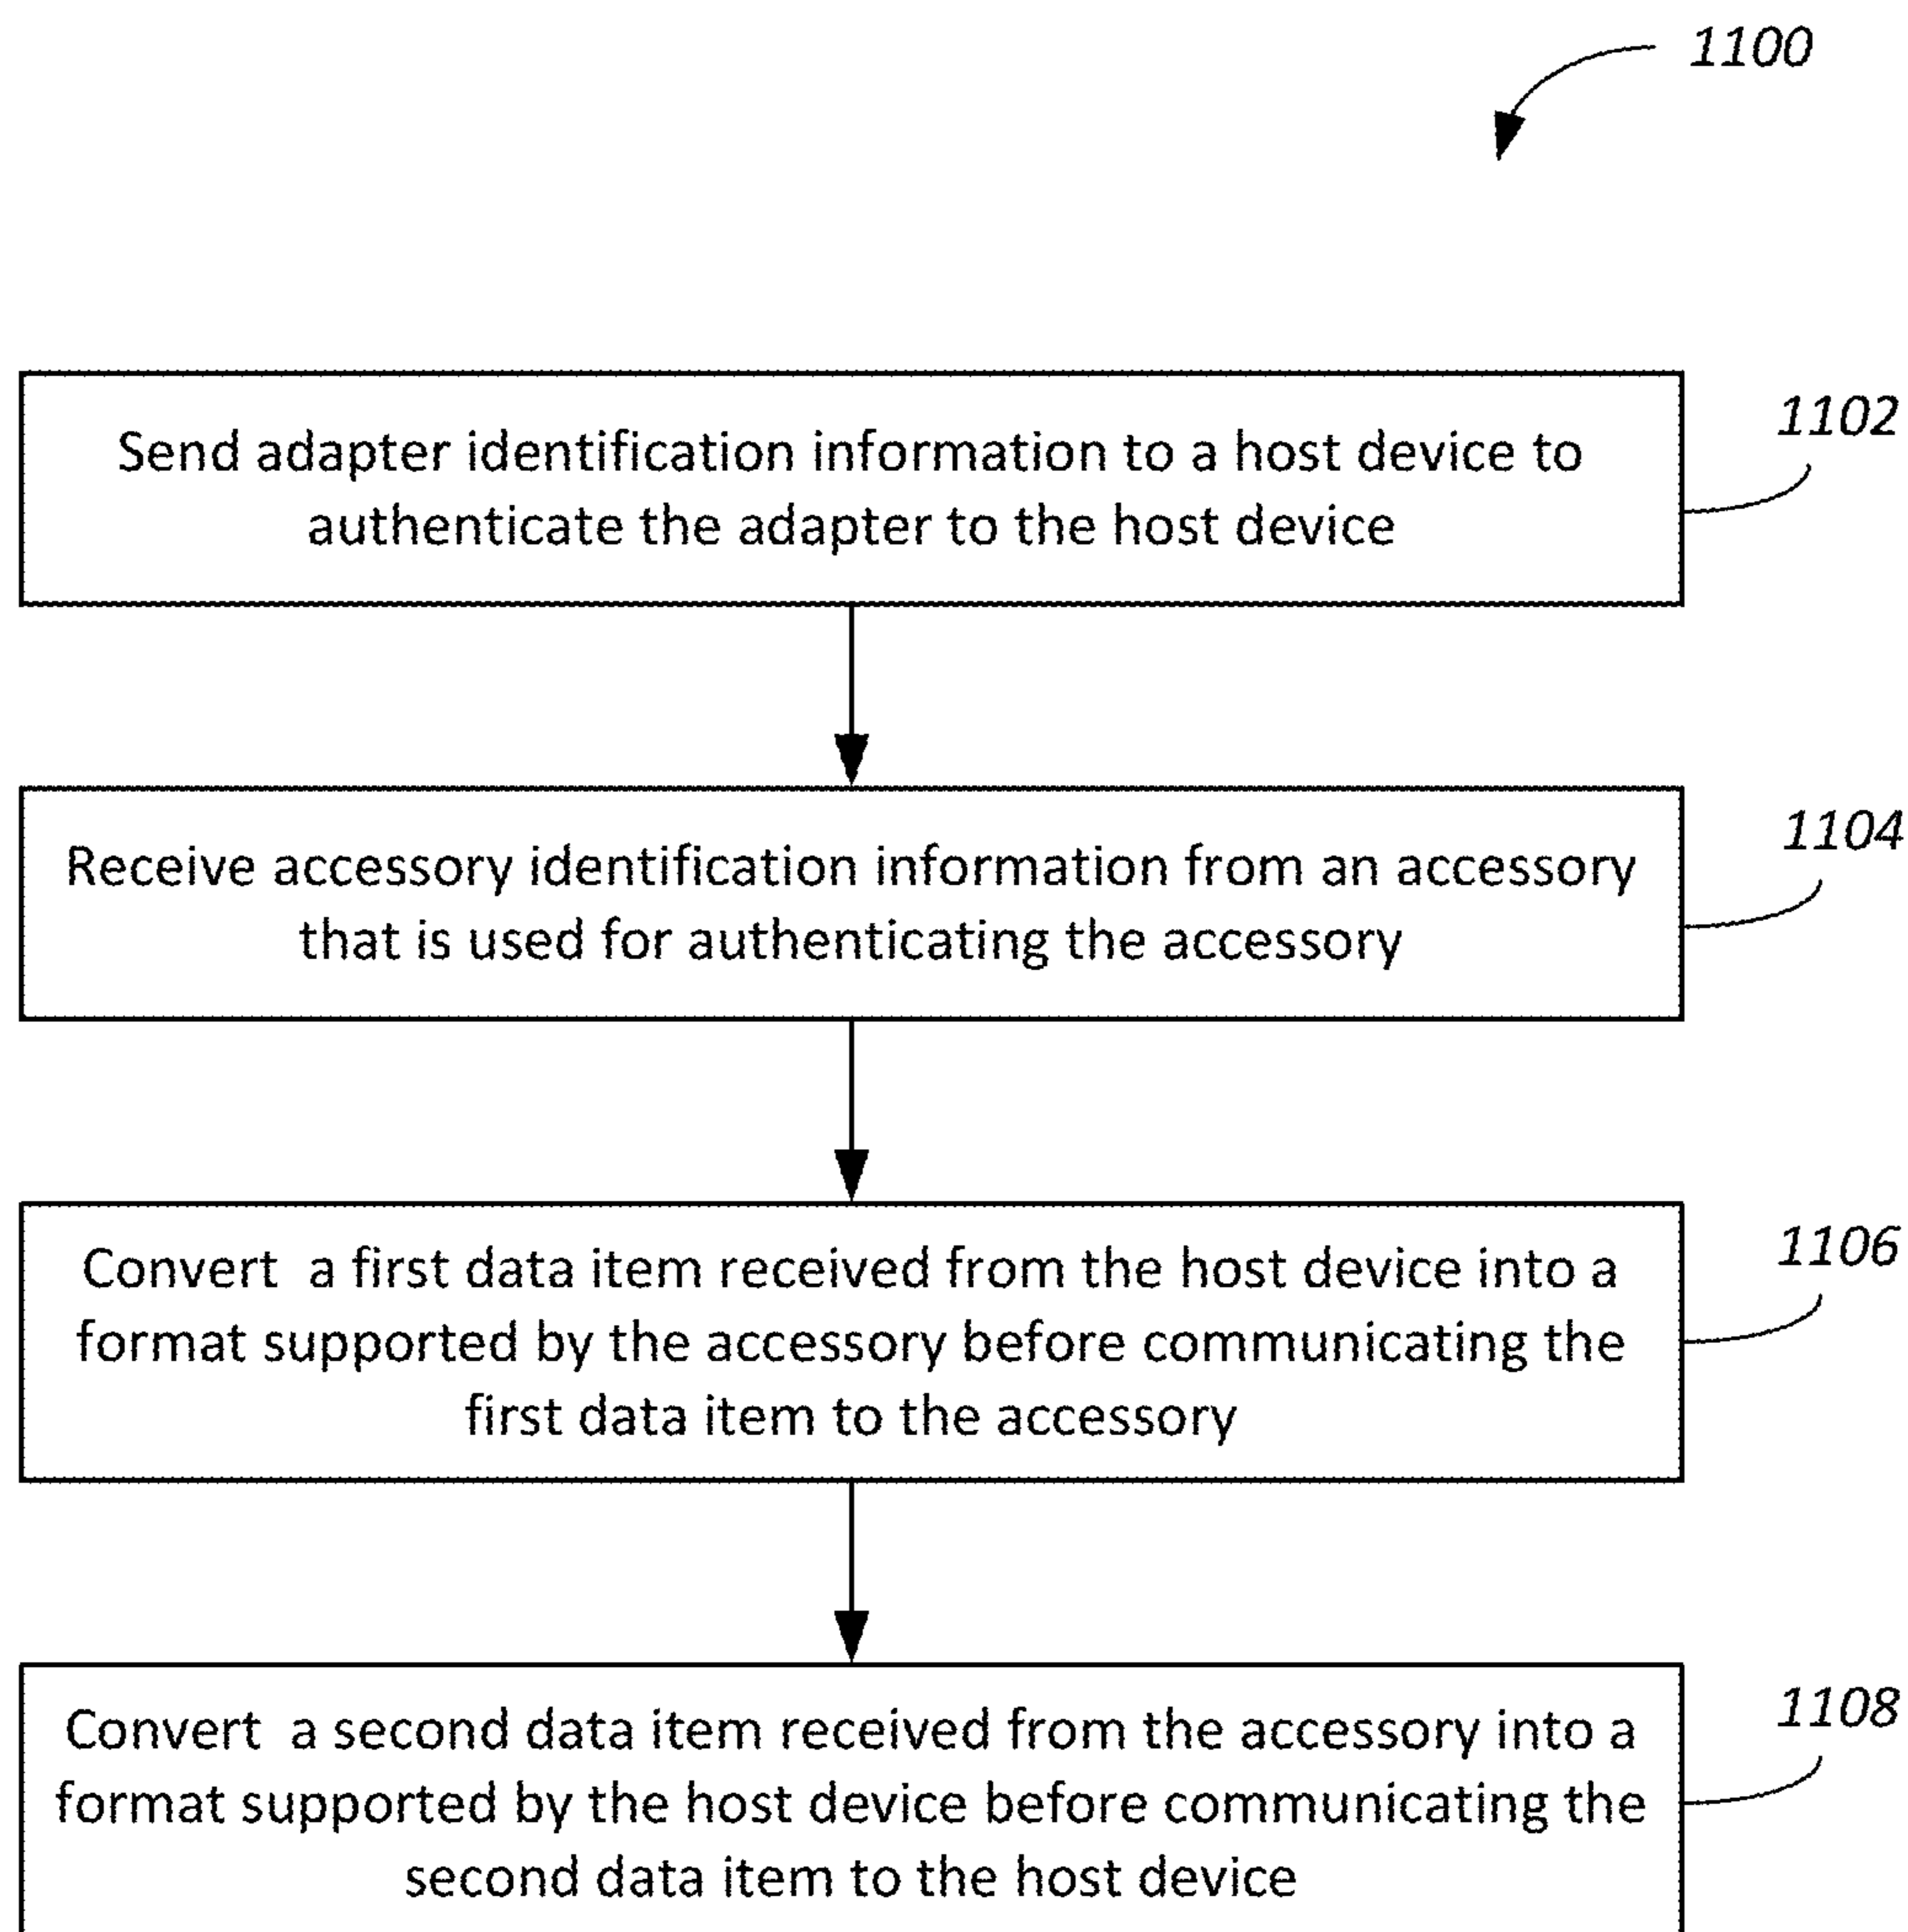 1100
1102
Send adapter identification information to a host device to
authenticate the adapter to the host device
1104
Receive accessory identification information from an accessory
that is used for authenticating the accessory
1106
Convert a first data item received from the host device into a
format supported by the accessory before communicating the
first data item to the accessory
1108
Convert a second data item received from the accessory into a
format supported by the host device before communicating the
second data item to the host device